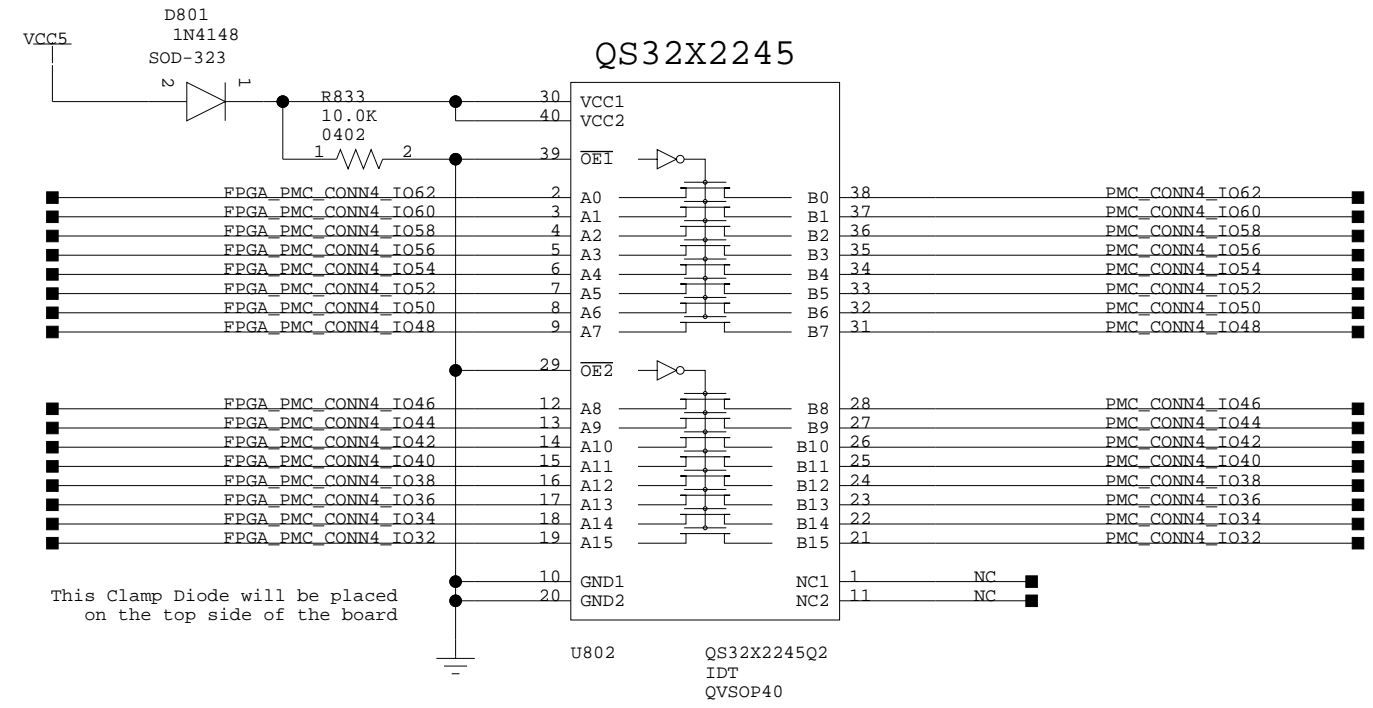 D801
1N4148
SOD-323
VCC5
2 1
QS32X2245
R833
10.0K
0402
1 2
30 VCC1
40 VCC2
39 OE1
FPGA_PMC_CONN4_IO62 2 A0 B0 38 PMC_CONN4_IO62
FPGA_PMC_CONN4_IO60 3 A1 B1 37 PMC_CONN4_IO60
FPGA_PMC_CONN4_IO58 4 A2 B2 36 PMC_CONN4_IO58
FPGA_PMC_CONN4_IO56 5 A3 B3 35 PMC_CONN4_IO56
FPGA_PMC_CONN4_IO54 6 A4 B4 34 PMC_CONN4_IO54
FPGA_PMC_CONN4_IO52 7 A5 B5 33 PMC_CONN4_IO52
FPGA_PMC_CONN4_IO50 8 A6 B6 32 PMC_CONN4_IO50
FPGA_PMC_CONN4_IO48 9 A7 B7 31 PMC_CONN4_IO48
29 OE2
FPGA_PMC_CONN4_IO46 12 A8 B8 28 PMC_CONN4_IO46
FPGA_PMC_CONN4_IO44 13 A9 B9 27 PMC_CONN4_IO44
FPGA_PMC_CONN4_IO42 14 A10 B10 26 PMC_CONN4_IO42
FPGA_PMC_CONN4_IO40 15 A11 B11 25 PMC_CONN4_IO40
FPGA_PMC_CONN4_IO38 16 A12 B12 24 PMC_CONN4_IO38
FPGA_PMC_CONN4_IO36 17 A13 B13 23 PMC_CONN4_IO36
FPGA_PMC_CONN4_IO34 18 A14 B14 22 PMC_CONN4_IO34
FPGA_PMC_CONN4_IO32 19 A15 B15 21 PMC_CONN4_IO32
10 GND1 NC1 1 NC
20 GND2 NC2 11 NC
This Clamp Diode will be placed
on the top side of the board
U802
QS32X2245Q2
IDT
QVSOP40